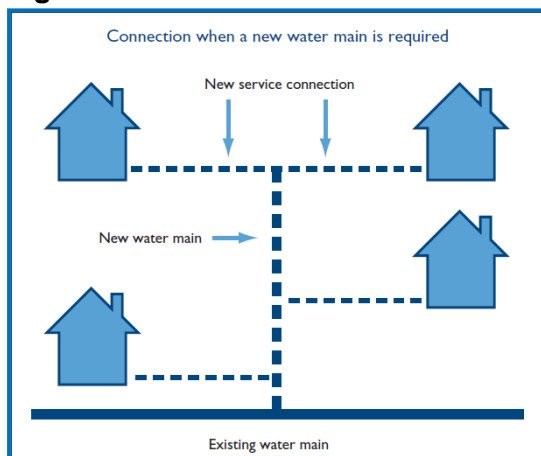 Connection when a new water main is required
New service connection
New water main
Existing water main